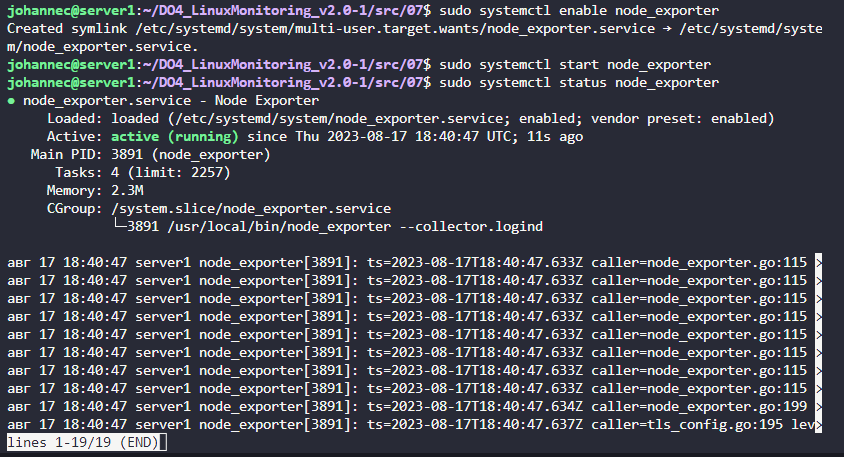 johannec@server1:~/DO4_LinuxMonitoring_v2.0-1/src/07$ sudo systemctl enable node_exporter
Created symlink /etc/systemd/system/multi-user.target.wants/node_exporter.service → /etc/systemd/syste
m/node_exporter.service.
johannec@server1:~/DO4_LinuxMonitoring_v2.0-1/src/07$ sudo systemctl start node_exporter
johannec@server1:~/DO4_LinuxMonitoring_v2.0-1/src/07$ sudo systemctl status node_exporter
● node_exporter.service - Node Exporter
     Loaded: loaded (/etc/systemd/system/node_exporter.service; enabled; vendor preset: enabled)
     Active: active (running) since Thu 2023-08-17 18:40:47 UTC; 11s ago
   Main PID: 3891 (node_exporter)
      Tasks: 4 (limit: 2257)
     Memory: 2.3M
     CGroup: /system.slice/node_exporter.service
             └─3891 /usr/local/bin/node_exporter --collector.logind

авг 17 18:40:47 server1 node_exporter[3891]: ts=2023-08-17T18:40:47.633Z caller=node_exporter.go:115 >
авг 17 18:40:47 server1 node_exporter[3891]: ts=2023-08-17T18:40:47.633Z caller=node_exporter.go:115 >
авг 17 18:40:47 server1 node_exporter[3891]: ts=2023-08-17T18:40:47.633Z caller=node_exporter.go:115 >
авг 17 18:40:47 server1 node_exporter[3891]: ts=2023-08-17T18:40:47.633Z caller=node_exporter.go:115 >
авг 17 18:40:47 server1 node_exporter[3891]: ts=2023-08-17T18:40:47.633Z caller=node_exporter.go:115 >
авг 17 18:40:47 server1 node_exporter[3891]: ts=2023-08-17T18:40:47.633Z caller=node_exporter.go:115 >
авг 17 18:40:47 server1 node_exporter[3891]: ts=2023-08-17T18:40:47.633Z caller=node_exporter.go:115 >
авг 17 18:40:47 server1 node_exporter[3891]: ts=2023-08-17T18:40:47.633Z caller=node_exporter.go:115 >
авг 17 18:40:47 server1 node_exporter[3891]: ts=2023-08-17T18:40:47.634Z caller=node_exporter.go:199 >
авг 17 18:40:47 server1 node_exporter[3891]: ts=2023-08-17T18:40:47.637Z caller=tls_config.go:195 lev>
lines 1-19/19 (END)